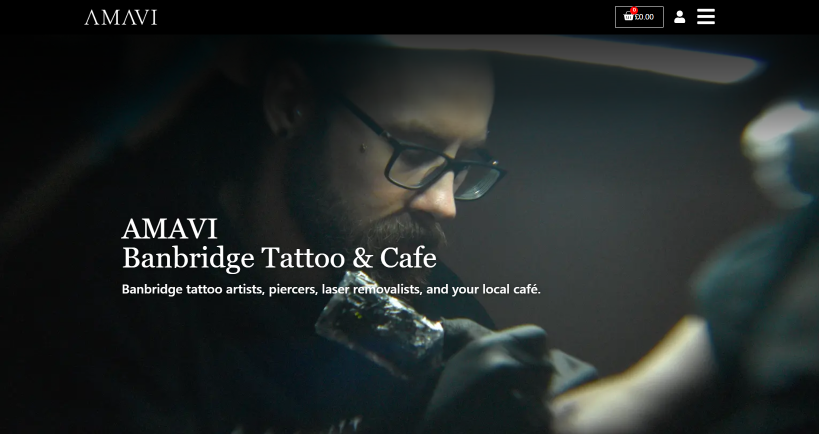 AMAVI
0
£0.00
AMAVI
Banbridge Tattoo & Cafe
Banbridge tattoo artists, piercers, laser removalists, and your local café.